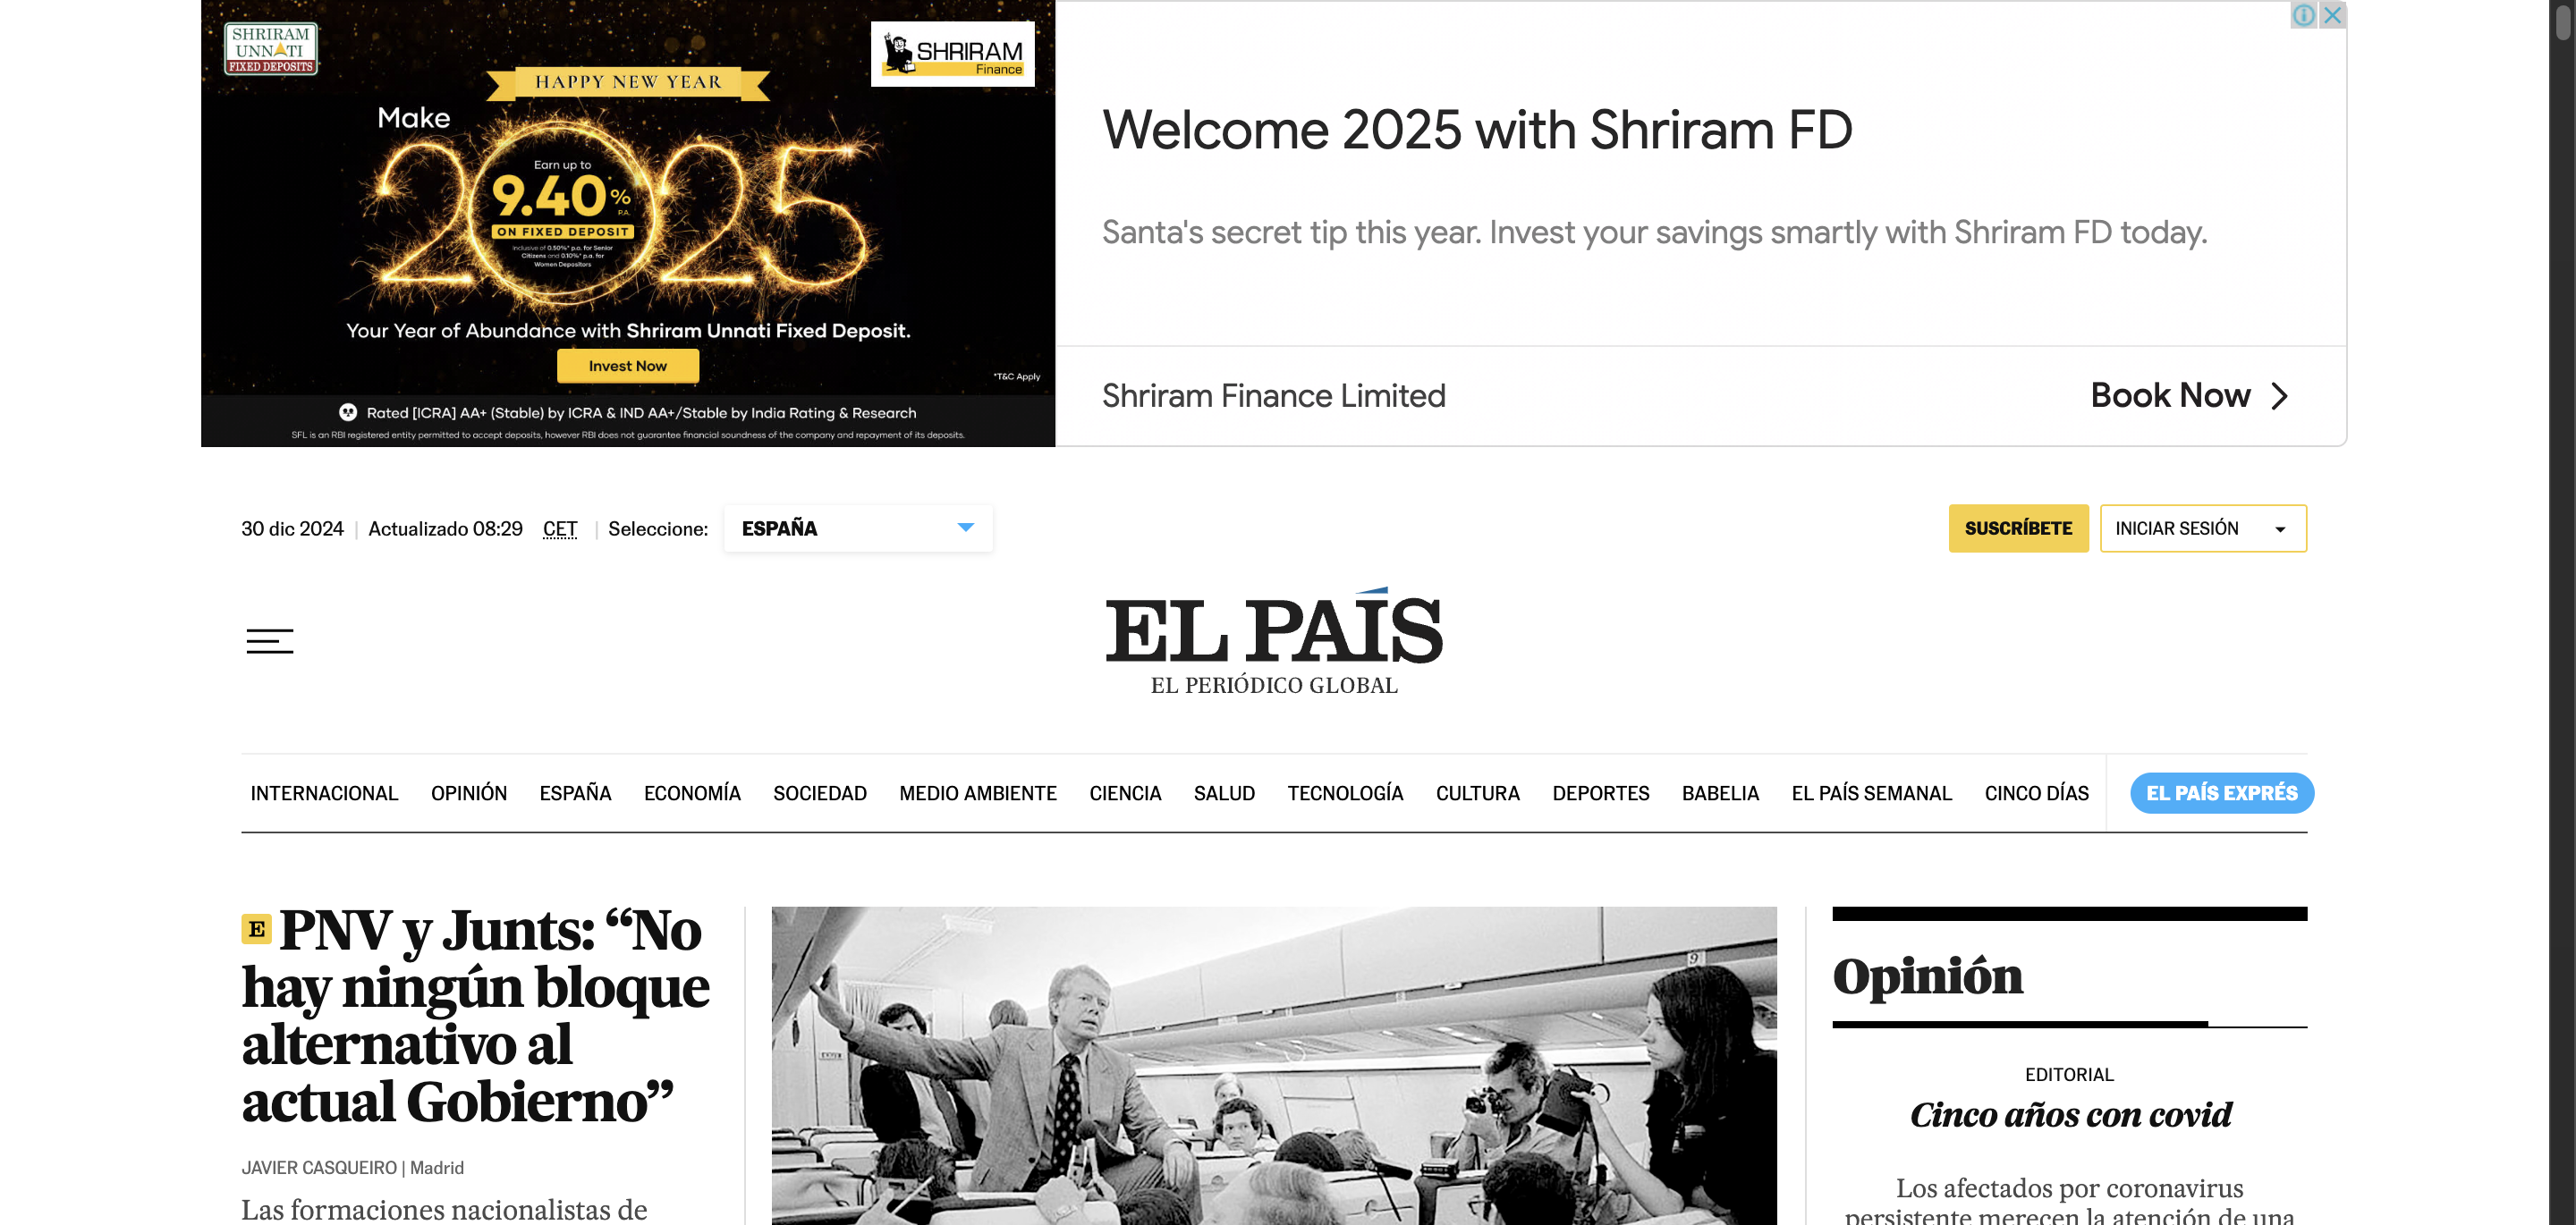 SHRIRAM
UNNATI
FIXED DEPOSITS
SHRIRAM
Finance
HAPPY NEW YEAR
Make
2025
Earn up to
9.40%*
P.A.
ON FIXED DEPOSIT
Inclusive of 0.50%* p.a. for Senior
Citizens and 0.10%* p.a. for
Women Depositors
Your Year of Abundance with Shriram Unnati Fixed Deposit.
Invest Now
*T&C Apply
Rated [ICRA] AA+ (Stable) by ICRA & IND AA+/Stable by India Rating & Research
SFL is an RBI registered entity permitted to accept deposits, however RBI does not guarantee financial soundness of the company and repayment of its deposits.
Welcome 2025 with Shriram FD
Santa's secret tip this year. Invest your savings smartly with Shriram FD today.
Shriram Finance Limited
Book Now
30 dic 2024 | Actualizado 08:29 CET | Seleccione: ESPAÑA
SUSCRÍBETE
INICIAR SESIÓN
EL PAÍS
EL PERIÓDICO GLOBAL
INTERNACIONAL OPINIÓN ESPAÑA ECONOMÍA SOCIEDAD MEDIO AMBIENTE CIENCIA SALUD TECNOLOGÍA CULTURA DEPORTES BABELIA EL PAÍS SEMANAL CINCO DÍAS EL PAÍS EXPRÉS
E PNV y Junts: “No
hay ningún bloque
alternativo al
actual Gobierno”
JAVIER CASQUEIRO | Madrid
Las formaciones nacionalistas de
9
Opinión
EDITORIAL
Cinco años con covid
Los afectados por coronavirus
persistente merecen la atención de una